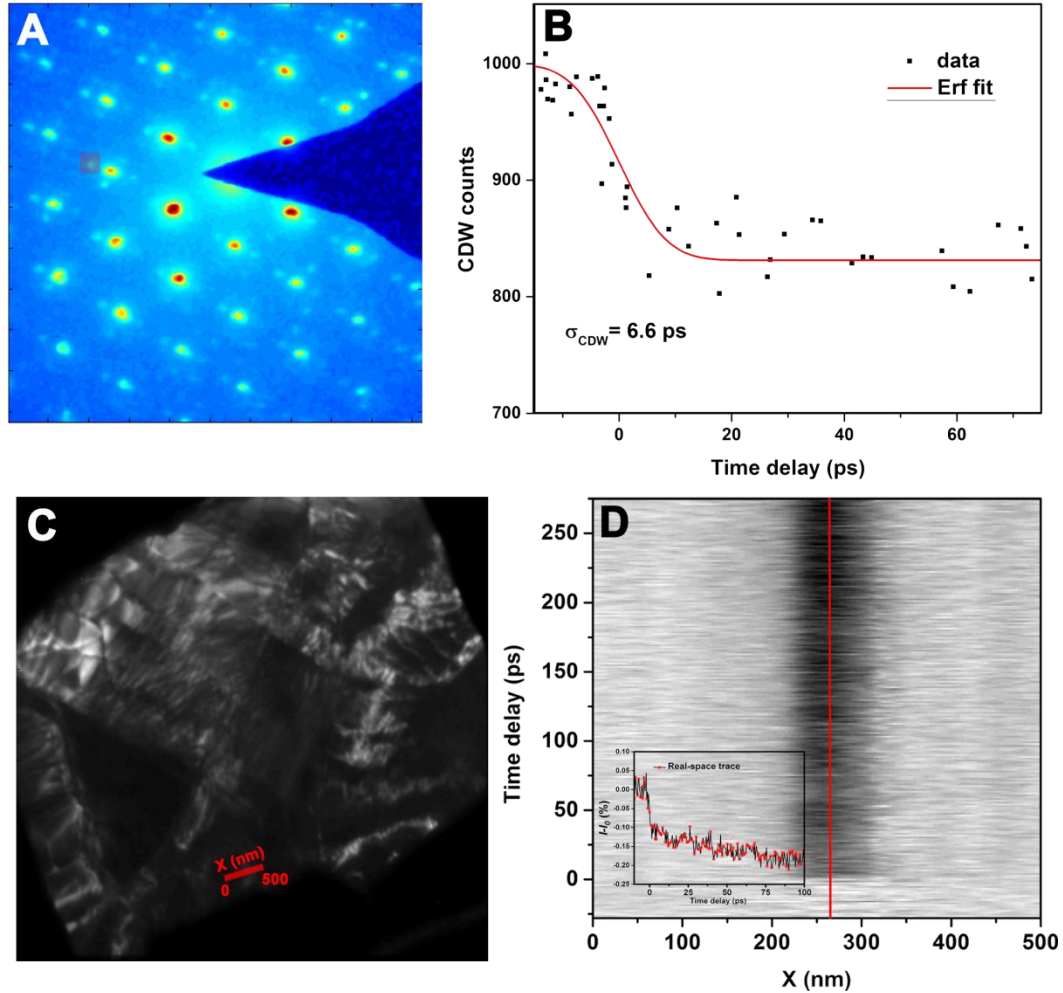 A
B
data
Erf fit
1000
900
800
700
CDW counts
σCDW= 6.6 ps
0
20
40
60
Time delay (ps)
C
X (nm)
0
500
D
250
200
150
100
50
0
Time delay (ps)
0.10
0.05
0.00
-0.05
-0.10
-0.15
-0.20
-0.25
I-I0 (%)
Real-space trace
0
25
50
75
100
Time delay (ps)
0
100
200
300
400
500
X (nm)